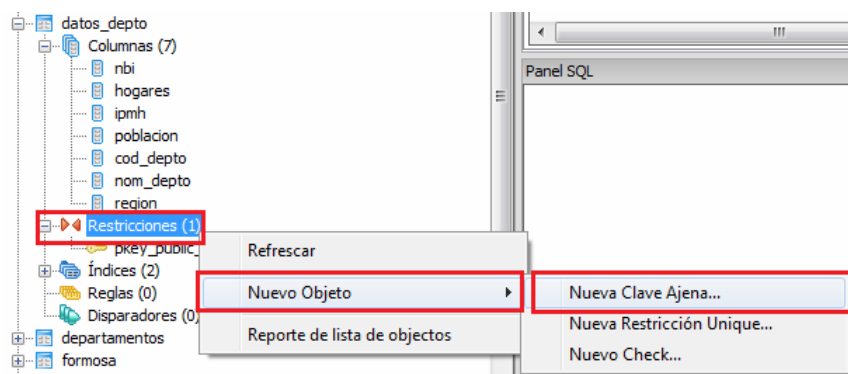 datos_depto
Columnas (7)
nbi
hogares
ipmh
poblacion
cod_depto
nom_depto
region
Restricciones (1)
pkey_public_
Índices (2)
Reglas (0)
Disparadores (0)
departamentos
formosa
Panel SQL
Refrescar
Nuevo Objeto
Reporte de lista de objectos
Nueva Clave Ajena...
Nueva Restricción Unique...
Nuevo Check...